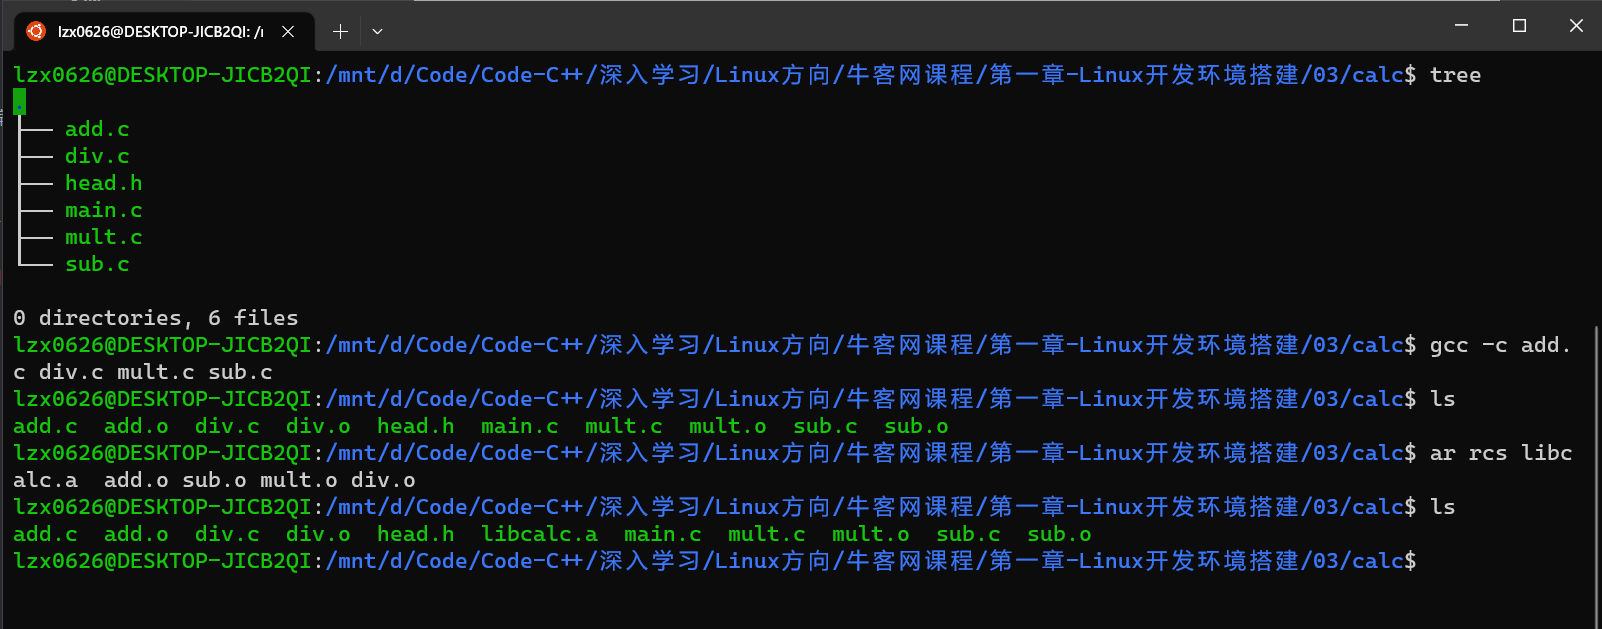 lzx0626@DESKTOP-JICB2QI: /r
lzx0626@DESKTOP-JICB2QI:/mnt/d/Code/Code-C++/深入学习/Linux方向/牛客网课程/第一章-Linux开发环境搭建/03/calc$ tree
.
├── add.c
├── div.c
├── head.h
├── main.c
├── mult.c
└── sub.c
0 directories, 6 files
lzx0626@DESKTOP-JICB2QI:/mnt/d/Code/Code-C++/深入学习/Linux方向/牛客网课程/第一章-Linux开发环境搭建/03/calc$ gcc -c add.
c div.c mult.c sub.c
lzx0626@DESKTOP-JICB2QI:/mnt/d/Code/Code-C++/深入学习/Linux方向/牛客网课程/第一章-Linux开发环境搭建/03/calc$ ls
add.c  add.o  div.c  div.o  head.h  main.c  mult.c  mult.o  sub.c  sub.o
lzx0626@DESKTOP-JICB2QI:/mnt/d/Code/Code-C++/深入学习/Linux方向/牛客网课程/第一章-Linux开发环境搭建/03/calc$ ar rcs libc
alc.a  add.o sub.o mult.o div.o
lzx0626@DESKTOP-JICB2QI:/mnt/d/Code/Code-C++/深入学习/Linux方向/牛客网课程/第一章-Linux开发环境搭建/03/calc$ ls
add.c  add.o  div.c  div.o  head.h  libcalc.a  main.c  mult.c  mult.o  sub.c  sub.o
lzx0626@DESKTOP-JICB2QI:/mnt/d/Code/Code-C++/深入学习/Linux方向/牛客网课程/第一章-Linux开发环境搭建/03/calc$